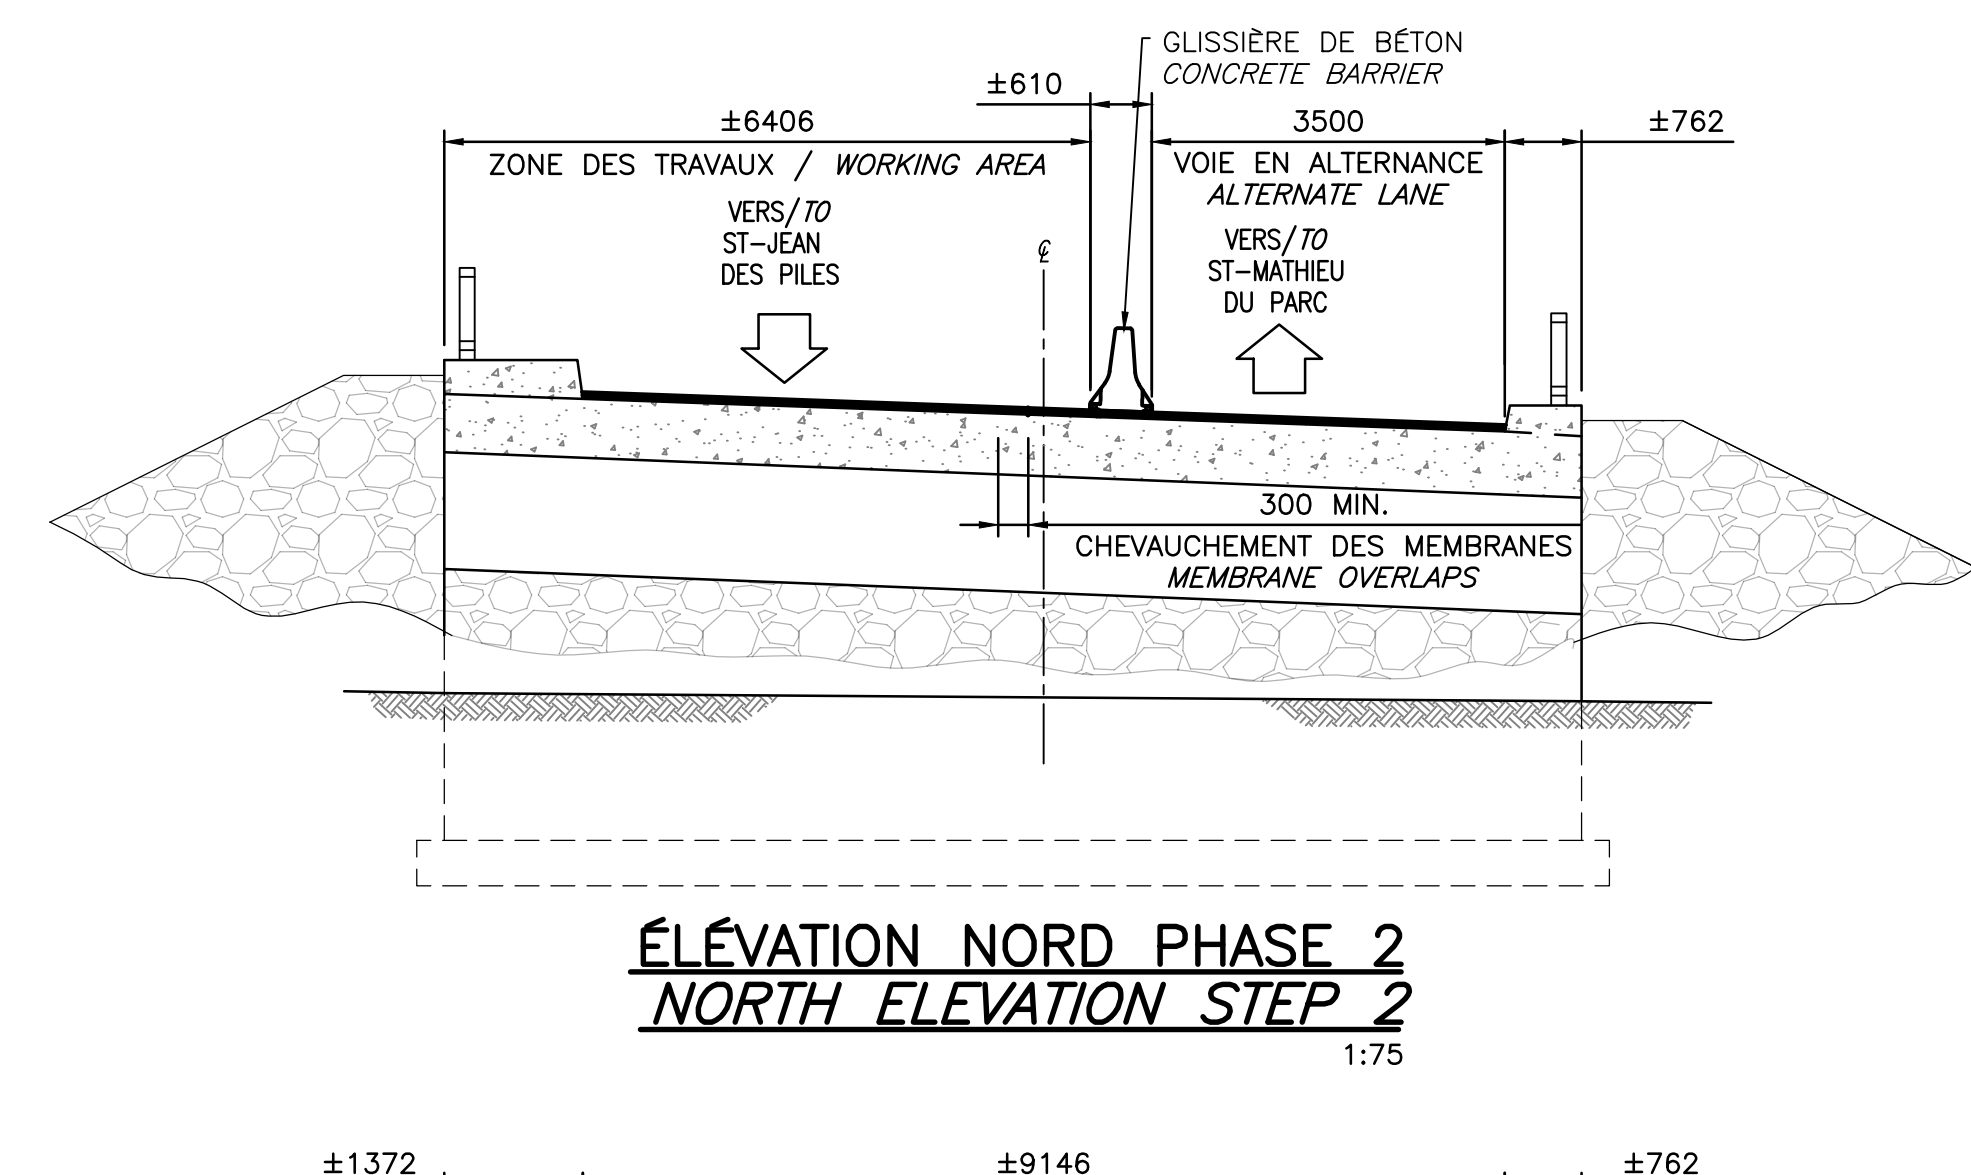 GLISSIÈRE DE BÉTON
CONCRETE BARRIER
±610
±6406
3500
±762
ZONE DES TRAVAUX / WORKING AREA
VOIE EN ALTERNANCE
ALTERNATE LANE
VERS/TO
ST-JEAN
DES PILES
VERS/TO
ST-MATHIEU
DU PARC
℄
300 MIN.
CHEVAUCHEMENT DES MEMBRANES
MEMBRANE OVERLAPS
ÉLÉVATION NORD PHASE 2
NORTH ELEVATION STEP 2
1:75
±1372
±9146
±762